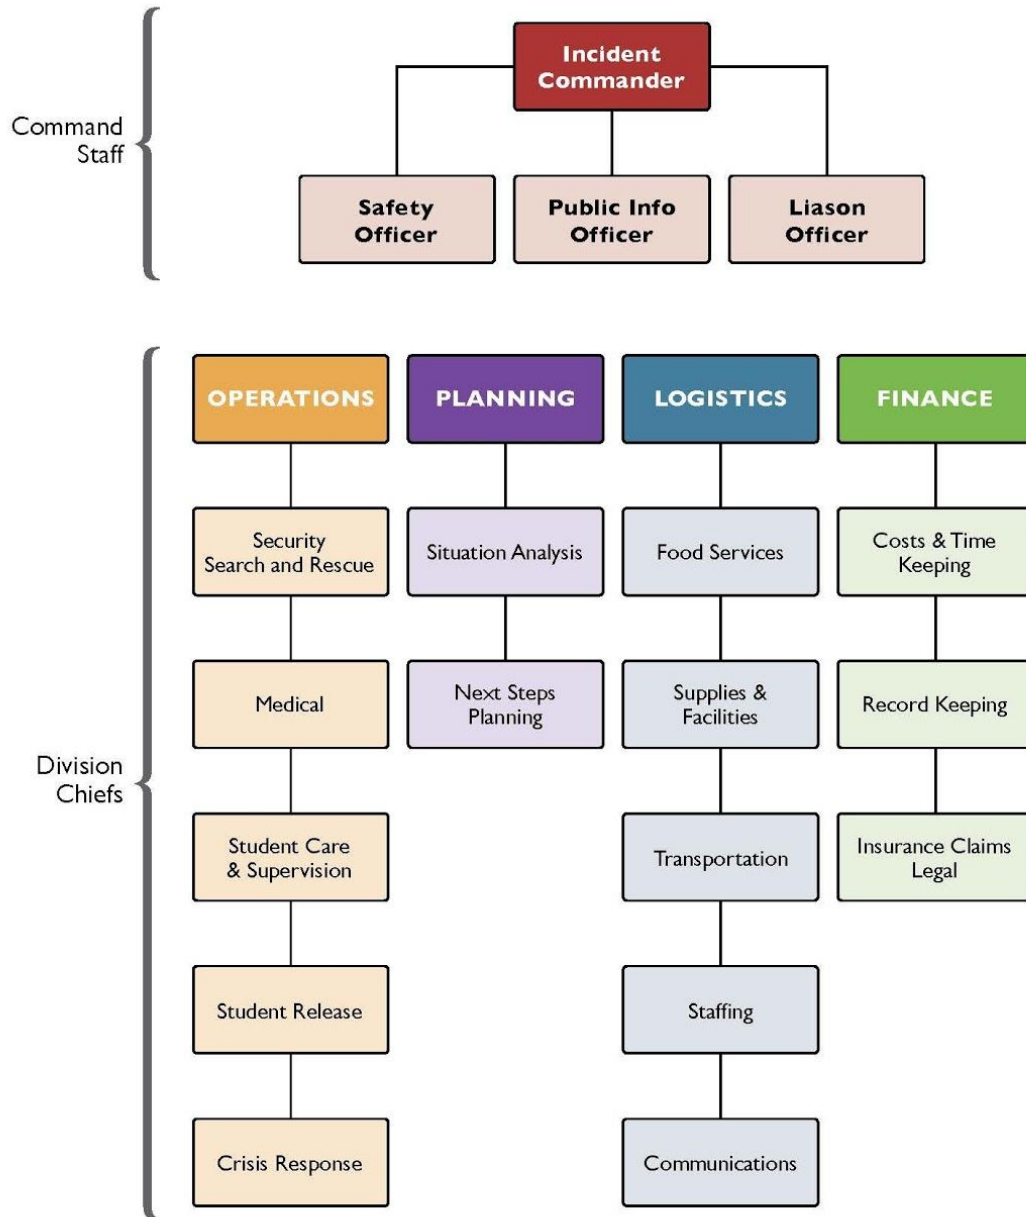 Command
Staff
Incident
Commander
Safety
Officer
Public Info
Officer
Liason
Officer
Division
Chiefs
OPERATIONS
Security
Search and Rescue
Medical
Student Care
& Supervision
Student Release
Crisis Response
PLANNING
Situation Analysis
Next Steps
Planning
LOGISTICS
Food Services
Supplies &
Facilities
Transportation
Staffing
Communications
FINANCE
Costs & Time
Keeping
Record Keeping
Insurance Claims
Legal